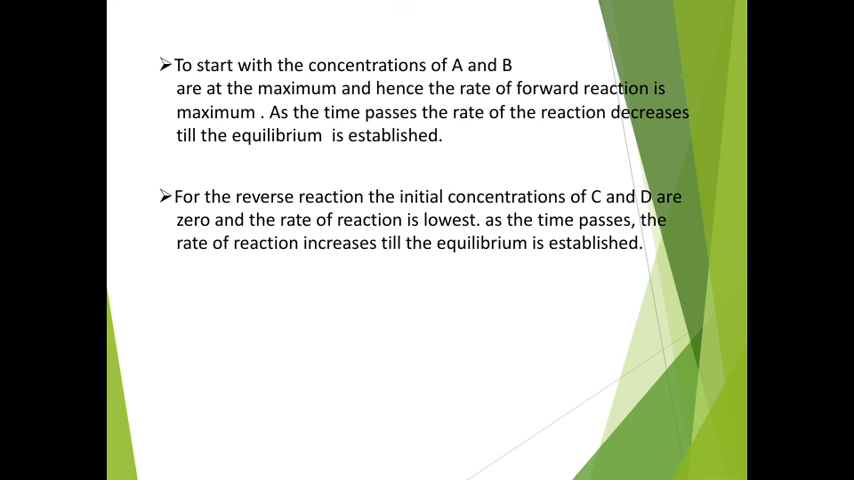 ➢To start with the concentrations of A and B
are at the maximum and hence the rate of forward reaction is
maximum . As the time passes the rate of the reaction decreases
till the equilibrium  is established.
➢For the reverse reaction the initial concentrations of C and D are
zero and the rate of reaction is lowest. as the time passes, the
rate of reaction increases till the equilibrium is established.